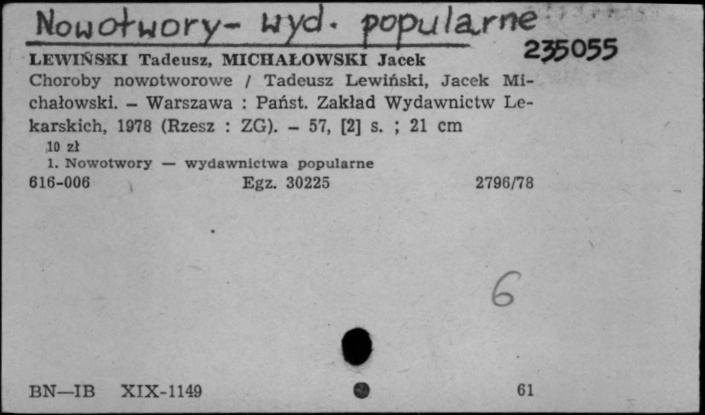 Nowotwory - wyd. popularne
235055
LEWIŃSKI Tadeusz, MICHAŁOWSKI Jacek
Choroby nowotworowe / Tadeusz Lewiński, Jacek Mi-
chałowski. — Warszawa : Państ. Zakład Wydawnictw Le-
karskich, 1978 (Rzesz : ZG). — 57, [2] s. ; 21 cm
10 zł
1. Nowotwory — wydawnictwa popularne
616-006 Egz. 30225 2796/78
6
BN—IB XIX-1149 61